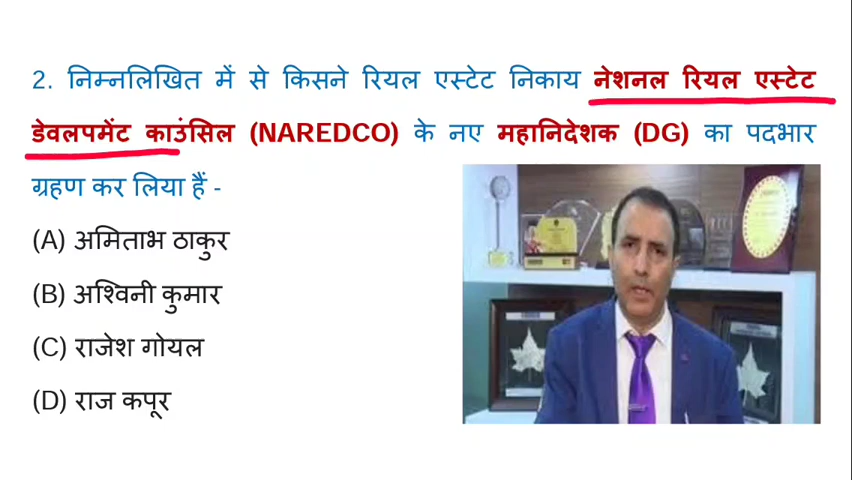 2. निम्नलिखित में से किसने रियल एस्टेट निकाय नेशनल रियल एस्टेट
डेवलपमेंट काउंसिल (NAREDCO) के नए महानिदेशक (DG) का पदभार
ग्रहण कर लिया हैं -
(A) अमिताभ ठाकुर
(B) अश्विनी कुमार
(C) राजेश गोयल
(D) राज कपूर